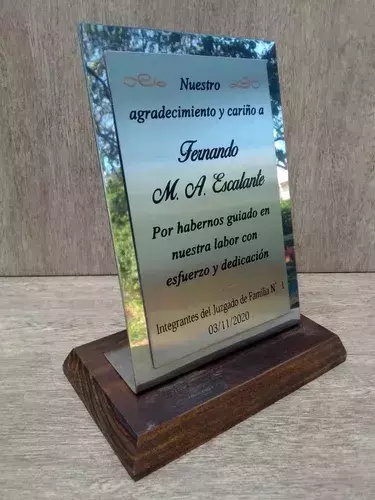 Nuestro
agradecimiento y cariño a
Fernando
M. A. Escalante
Por habernos guiado en
nuestra labor con
esfuerzo y dedicación
Integrantes del Juzgado de Familia N° 1
03/11/2020